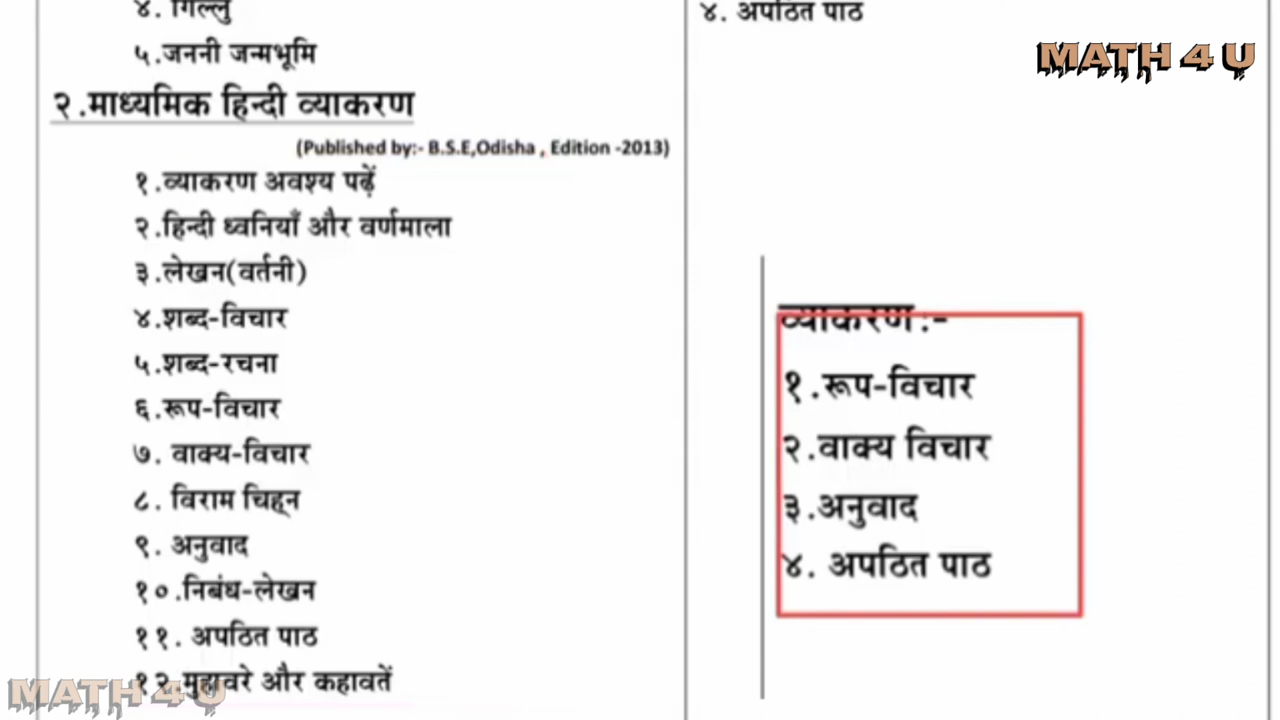 ४. गिल्लु
५.जननी जन्मभूमि
२.माध्यमिक हिन्दी व्याकरण
(Published by:- B.S.E,Odisha , Edition -2013)
१.व्याकरण अवश्य पढ़ें
२.हिन्दी ध्वनियाँ और वर्णमाला
३.लेखन(वर्तनी)
४.शब्द-विचार
५.शब्द-रचना
६.रूप-विचार
७. वाक्य-विचार
८. विराम चिह्न
९. अनुवाद
१०.निबंध-लेखन
११. अपठित पाठ
१२.मुहावरे और कहावतें
MATH 4 U
४. अपठित पाठ
MATH 4 U
व्याकरण:-
१.रूप-विचार
२.वाक्य विचार
३.अनुवाद
४. अपठित पाठ